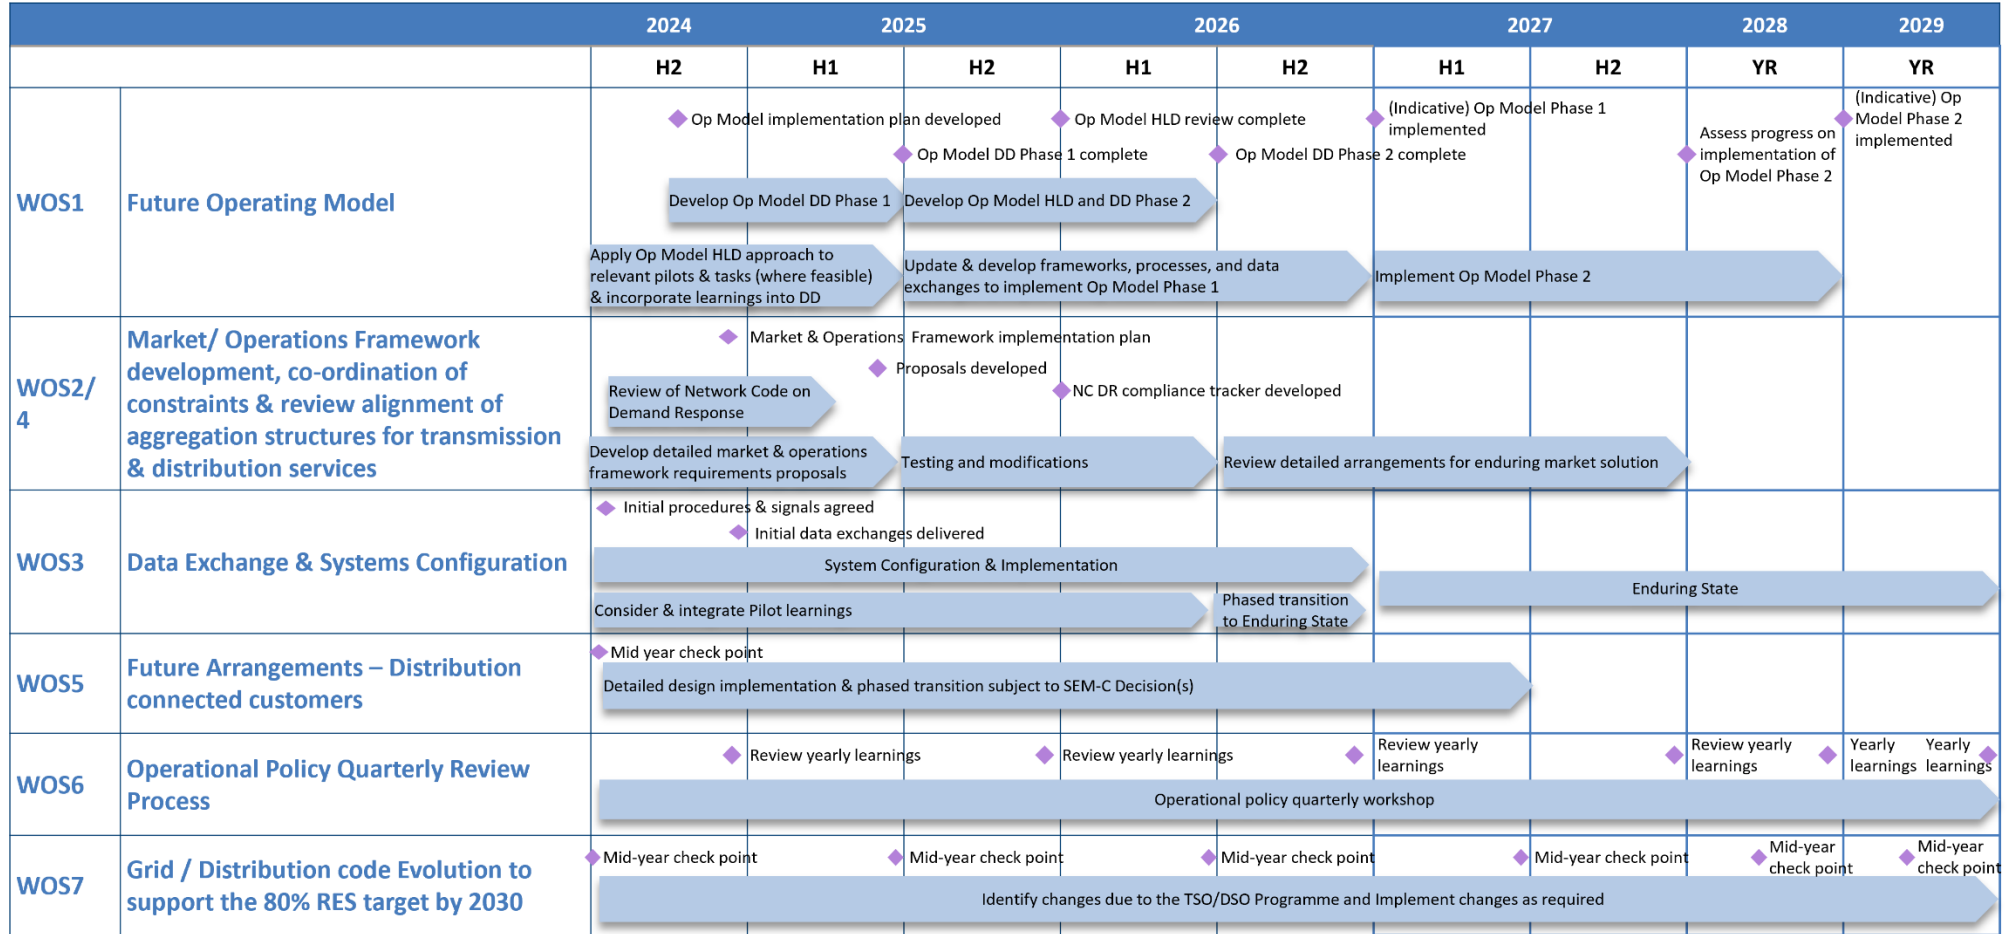 2024
2025
2026
2027
2028
2029
H2
H1
H2
H1
H2
H1
H2
YR
YR
WOS1
Future Operating Model
Op Model implementation plan developed
Op Model HLD review complete
(Indicative) Op Model Phase 1
implemented
(Indicative) Op
Model Phase 2
implemented
Op Model DD Phase 1 complete
Op Model DD Phase 2 complete
Assess progress on
implementation of
Op Model Phase 2
Develop Op Model DD Phase 1
Develop Op Model HLD and DD Phase 2
Apply Op Model HLD approach to
relevant pilots & tasks (where feasible)
& incorporate learnings into DD
Update & develop frameworks, processes, and data
exchanges to implement Op Model Phase 1
Implement Op Model Phase 2
WOS2/
4
Market/ Operations Framework
development, co-ordination of
constraints & review alignment of
aggregation structures for transmission
& distribution services
Market & Operations Framework implementation plan
Proposals developed
NC DR compliance tracker developed
Review of Network Code on
Demand Response
Develop detailed market & operations
framework requirements proposals
Testing and modifications
Review detailed arrangements for enduring market solution
WOS3
Data Exchange & Systems Configuration
Initial procedures & signals agreed
Initial data exchanges delivered
System Configuration & Implementation
Enduring State
Consider & integrate Pilot learnings
Phased transition
to Enduring State
WOS5
Future Arrangements – Distribution
connected customers
Mid year check point
Detailed design implementation & phased transition subject to SEM-C Decision(s)
WOS6
Operational Policy Quarterly Review
Process
Review yearly learnings
Review yearly learnings
Review yearly
learnings
Review yearly
learnings
Yearly
learnings
Yearly
learnings
Operational policy quarterly workshop
WOS7
Grid / Distribution code Evolution to
support the 80% RES target by 2030
Mid-year check point
Mid-year check point
Mid-year check point
Mid-year check point
Mid-year
check point
Mid-year
check point
Identify changes due to the TSO/DSO Programme and Implement changes as required